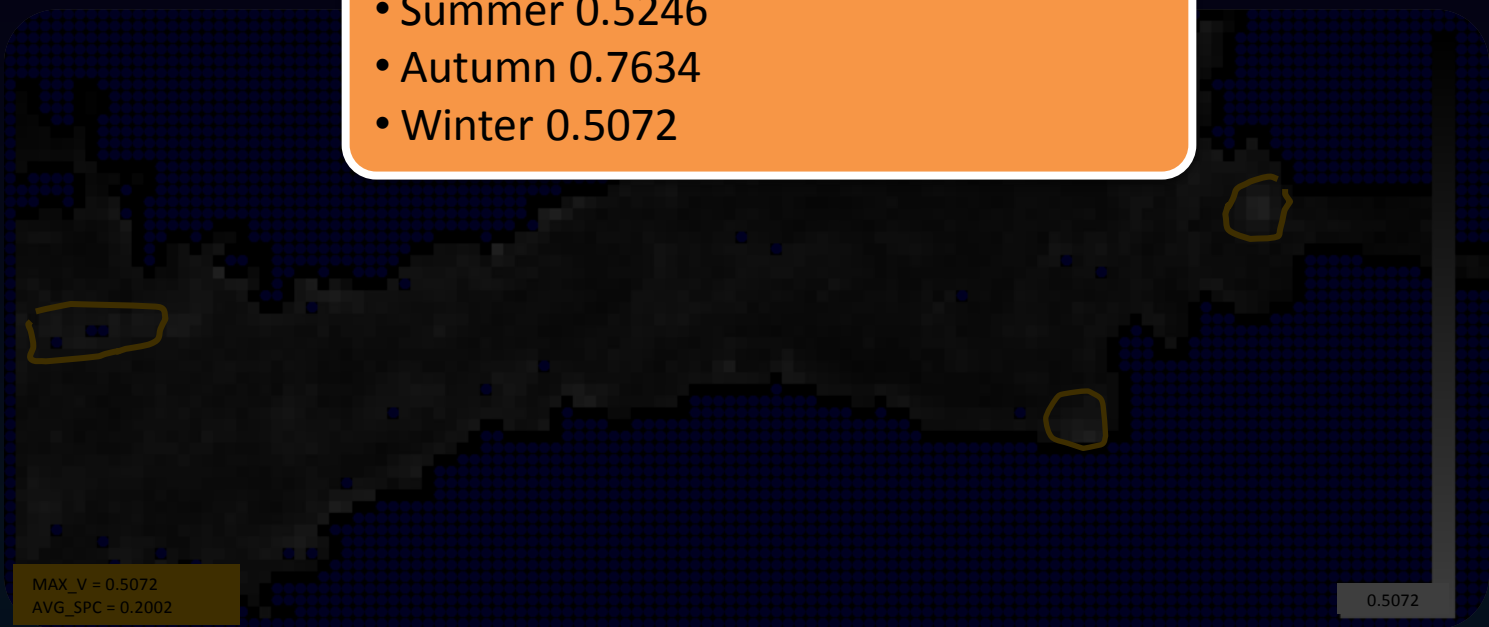 • Summer 0.5246
• Autumn 0.7634
• Winter 0.5072
MAX_V = 0.5072
AVG_SPC = 0.2002
0.5072